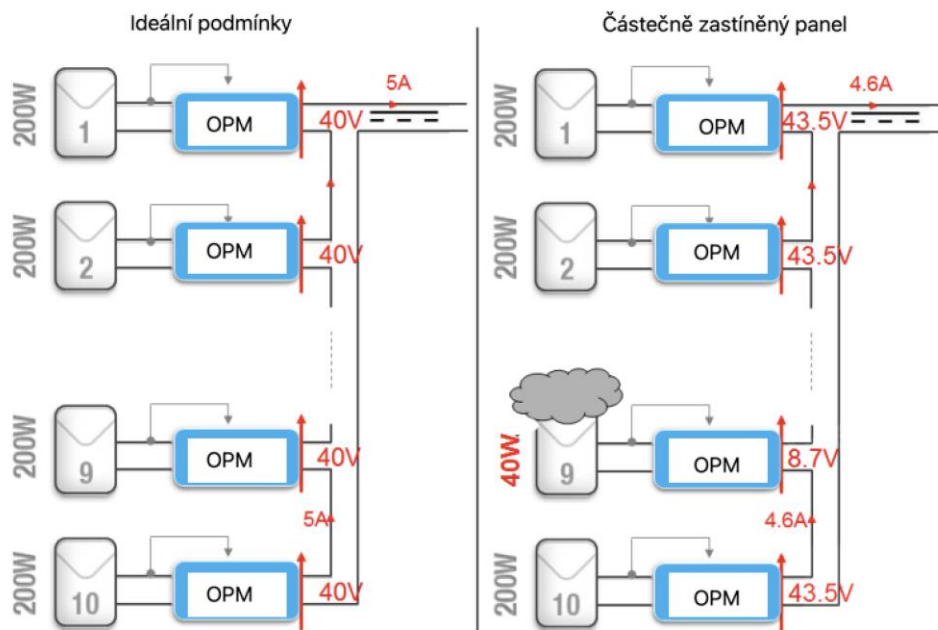 Ideální podmínky
200W
1
OPM
40V
5A
200W
2
OPM
40V
200W
9
OPM
40V
5A
200W
10
OPM
40V
Částečně zastíněný panel
200W
1
OPM
43.5V
4.6A
200W
2
OPM
43.5V
40W
9
OPM
8.7V
4.6A
200W
10
OPM
43.5V